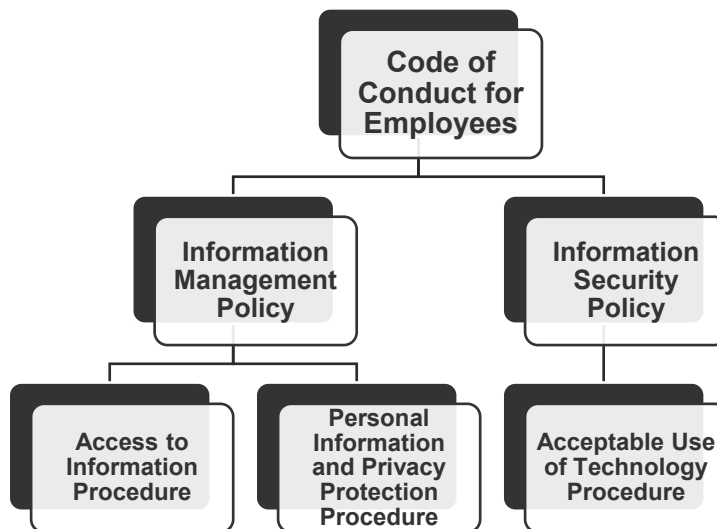 Code of
Conduct for
Employees
Information
Management
Policy
Information
Security
Policy
Access to
Information
Procedure
Personal
Information
and Privacy
Protection
Procedure
Acceptable Use
of Technology
Procedure